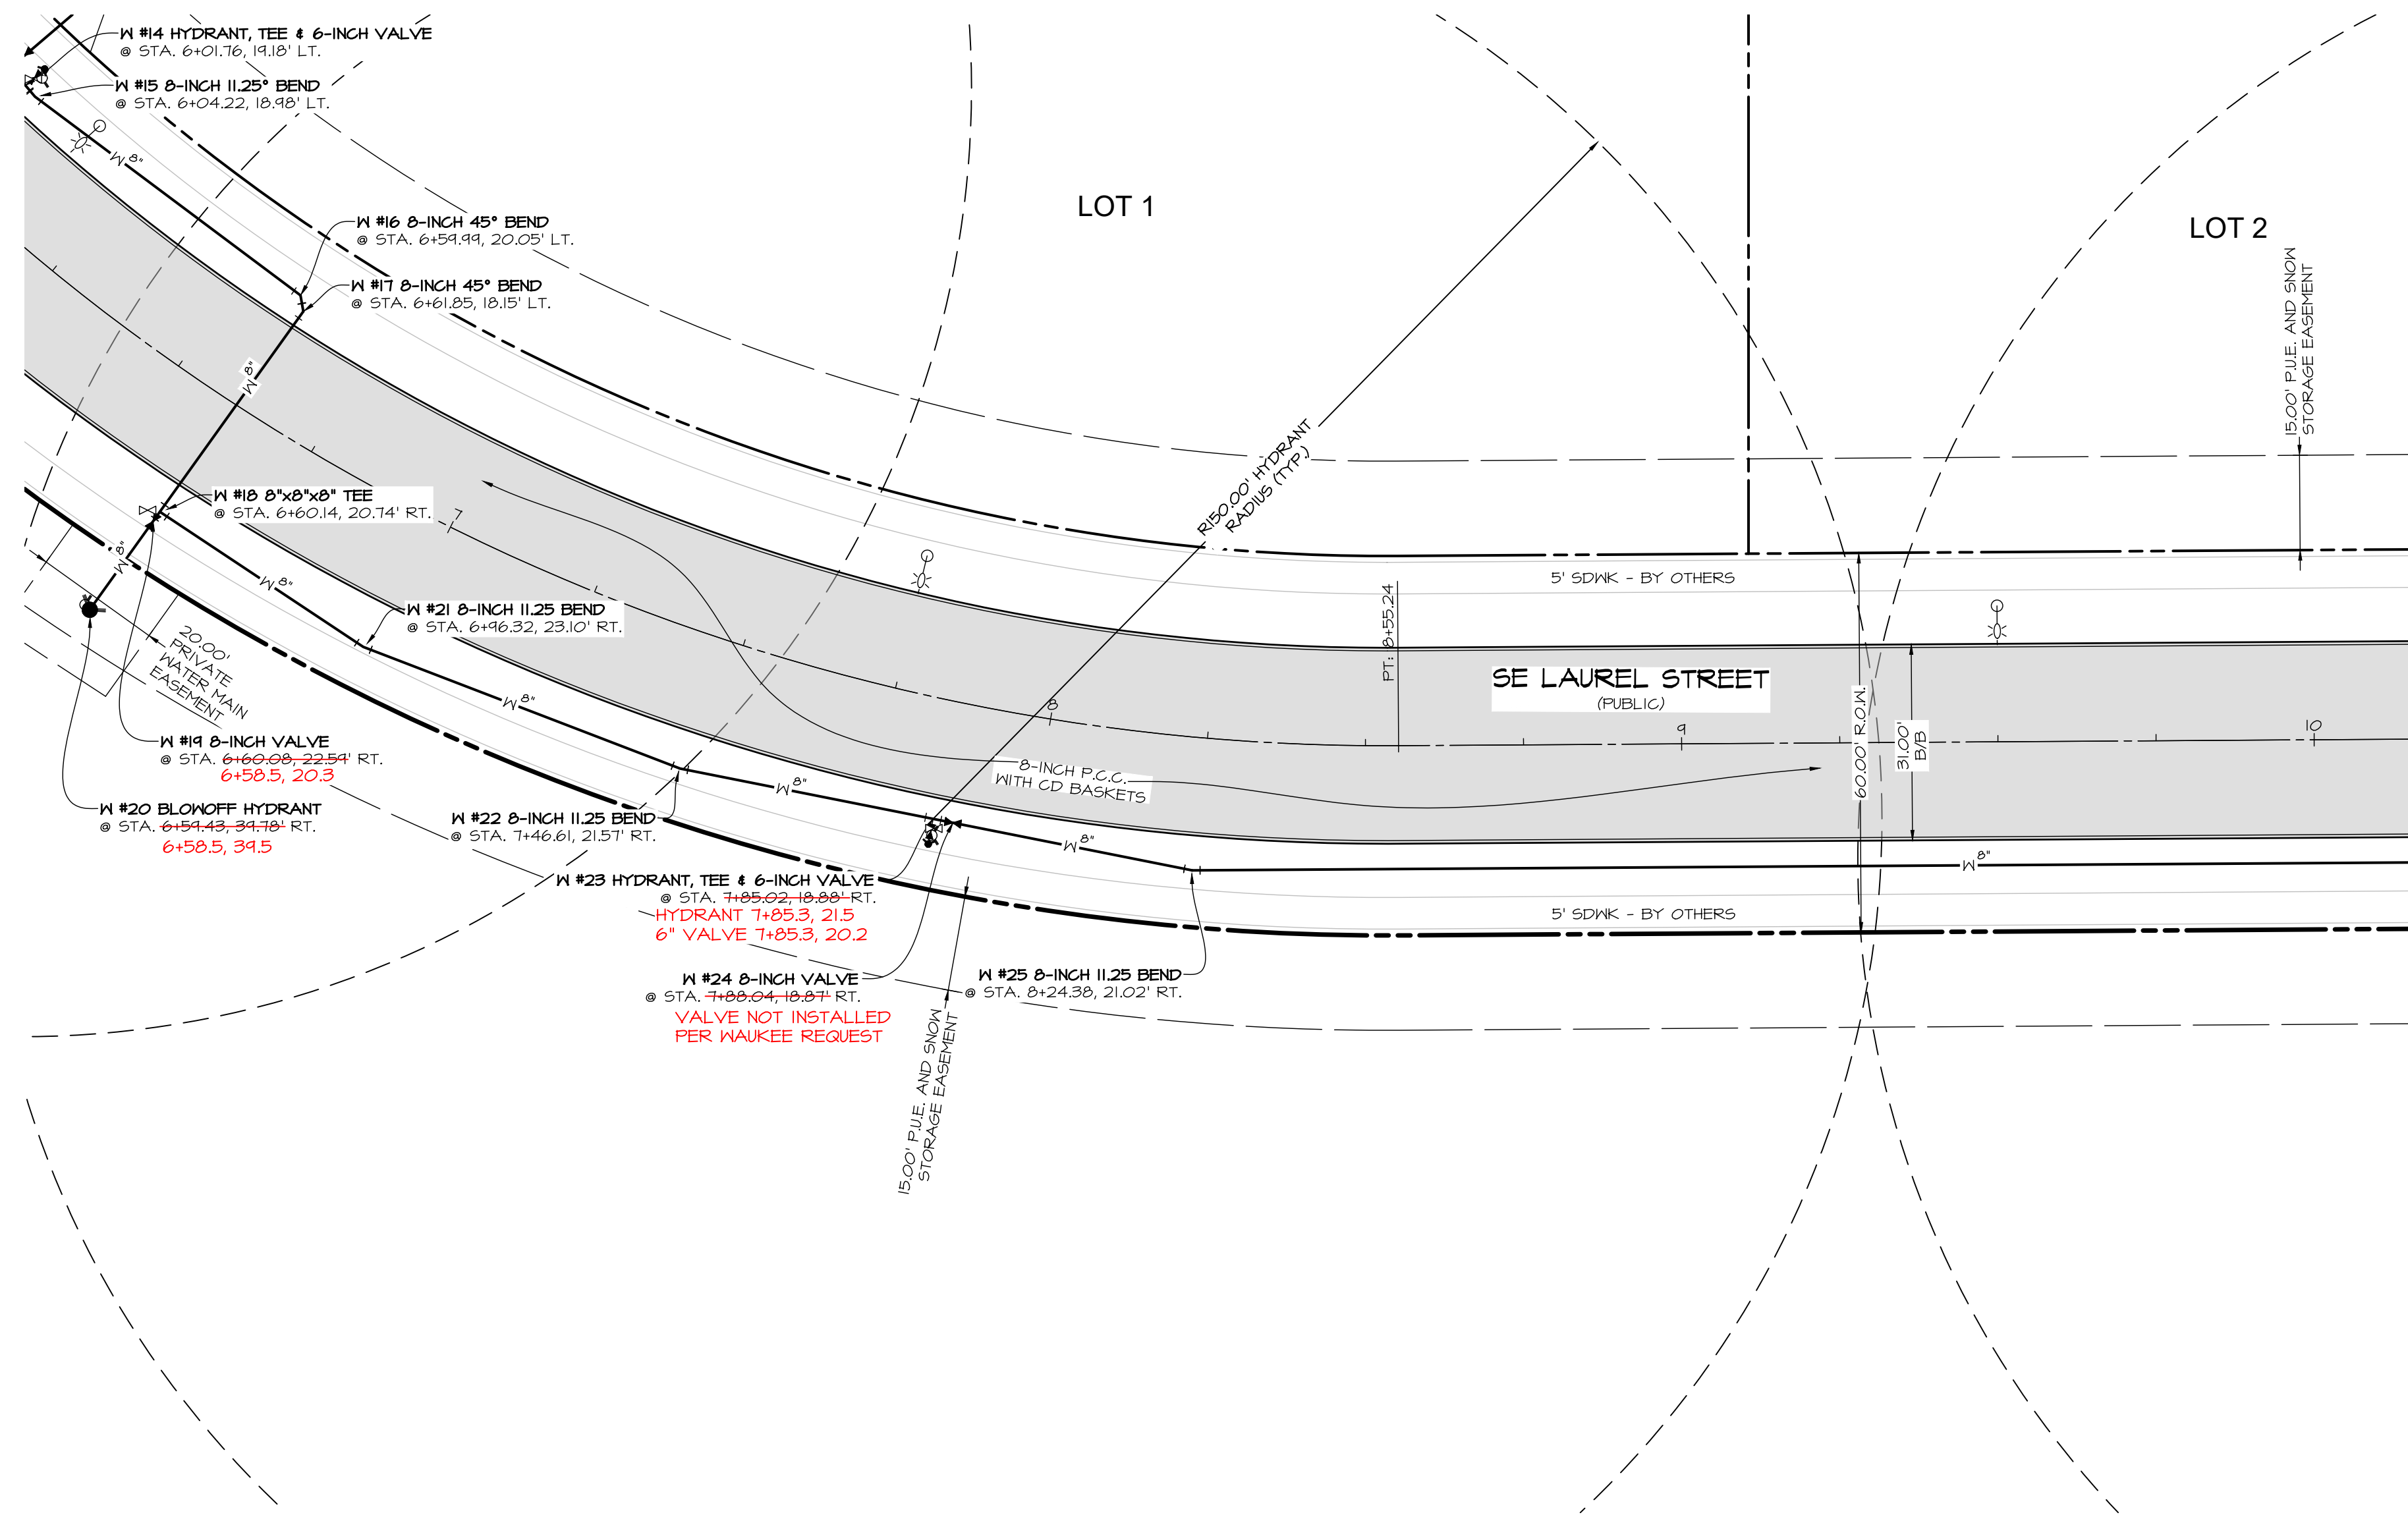 W #14 HYDRANT, TEE & 6-INCH VALVE
@ STA. 6+01.76, 19.18' LT.
W #15 8-INCH 11.25° BEND
@ STA. 6+04.22, 18.98' LT.
W 8"
W #16 8-INCH 45° BEND
@ STA. 6+59.99, 20.05' LT.
W #17 8-INCH 45° BEND
@ STA. 6+61.85, 18.15' LT.
LOT 1
LOT 2
15.00' P.U.E. AND SNOW
STORAGE EASEMENT
W 8"
R150.00' HYDRANT
RADIUS (TYP.)
W #18 8"x8"x8" TEE
@ STA. 6+60.14, 20.74' RT.
7
W 8"
W 8"
5' SDWK - BY OTHERS
W #21 8-INCH 11.25 BEND
@ STA. 6+96.32, 23.10' RT.
20.00'
PRIVATE
WATER MAIN
EASEMENT
PT: 8+55.24
SE LAUREL STREET
(PUBLIC)
W 8"
8
9
10
60.00' R.O.W.
31.00'
B/B
W #19 8-INCH VALVE
@ STA. 6+60.08, 22.59' RT.
6+58.5, 20.3
8-INCH P.C.C.
WITH CD BASKETS
W 8"
W #20 BLOWOFF HYDRANT
@ STA. 6+59.43, 39.78' RT.
6+58.5, 39.5
W #22 8-INCH 11.25 BEND
@ STA. 7+46.61, 21.57' RT.
W 8"
W 8"
W #23 HYDRANT, TEE & 6-INCH VALVE
@ STA. 7+85.02, 18.88' RT.
HYDRANT 7+85.3, 21.5
6" VALVE 7+85.3, 20.2
5' SDWK - BY OTHERS
W #24 8-INCH VALVE
@ STA. 7+88.04, 18.87' RT.
VALVE NOT INSTALLED
PER WAUKEE REQUEST
W #25 8-INCH 11.25 BEND
@ STA. 8+24.38, 21.02' RT.
15.00' P.U.E. AND SNOW
STORAGE EASEMENT